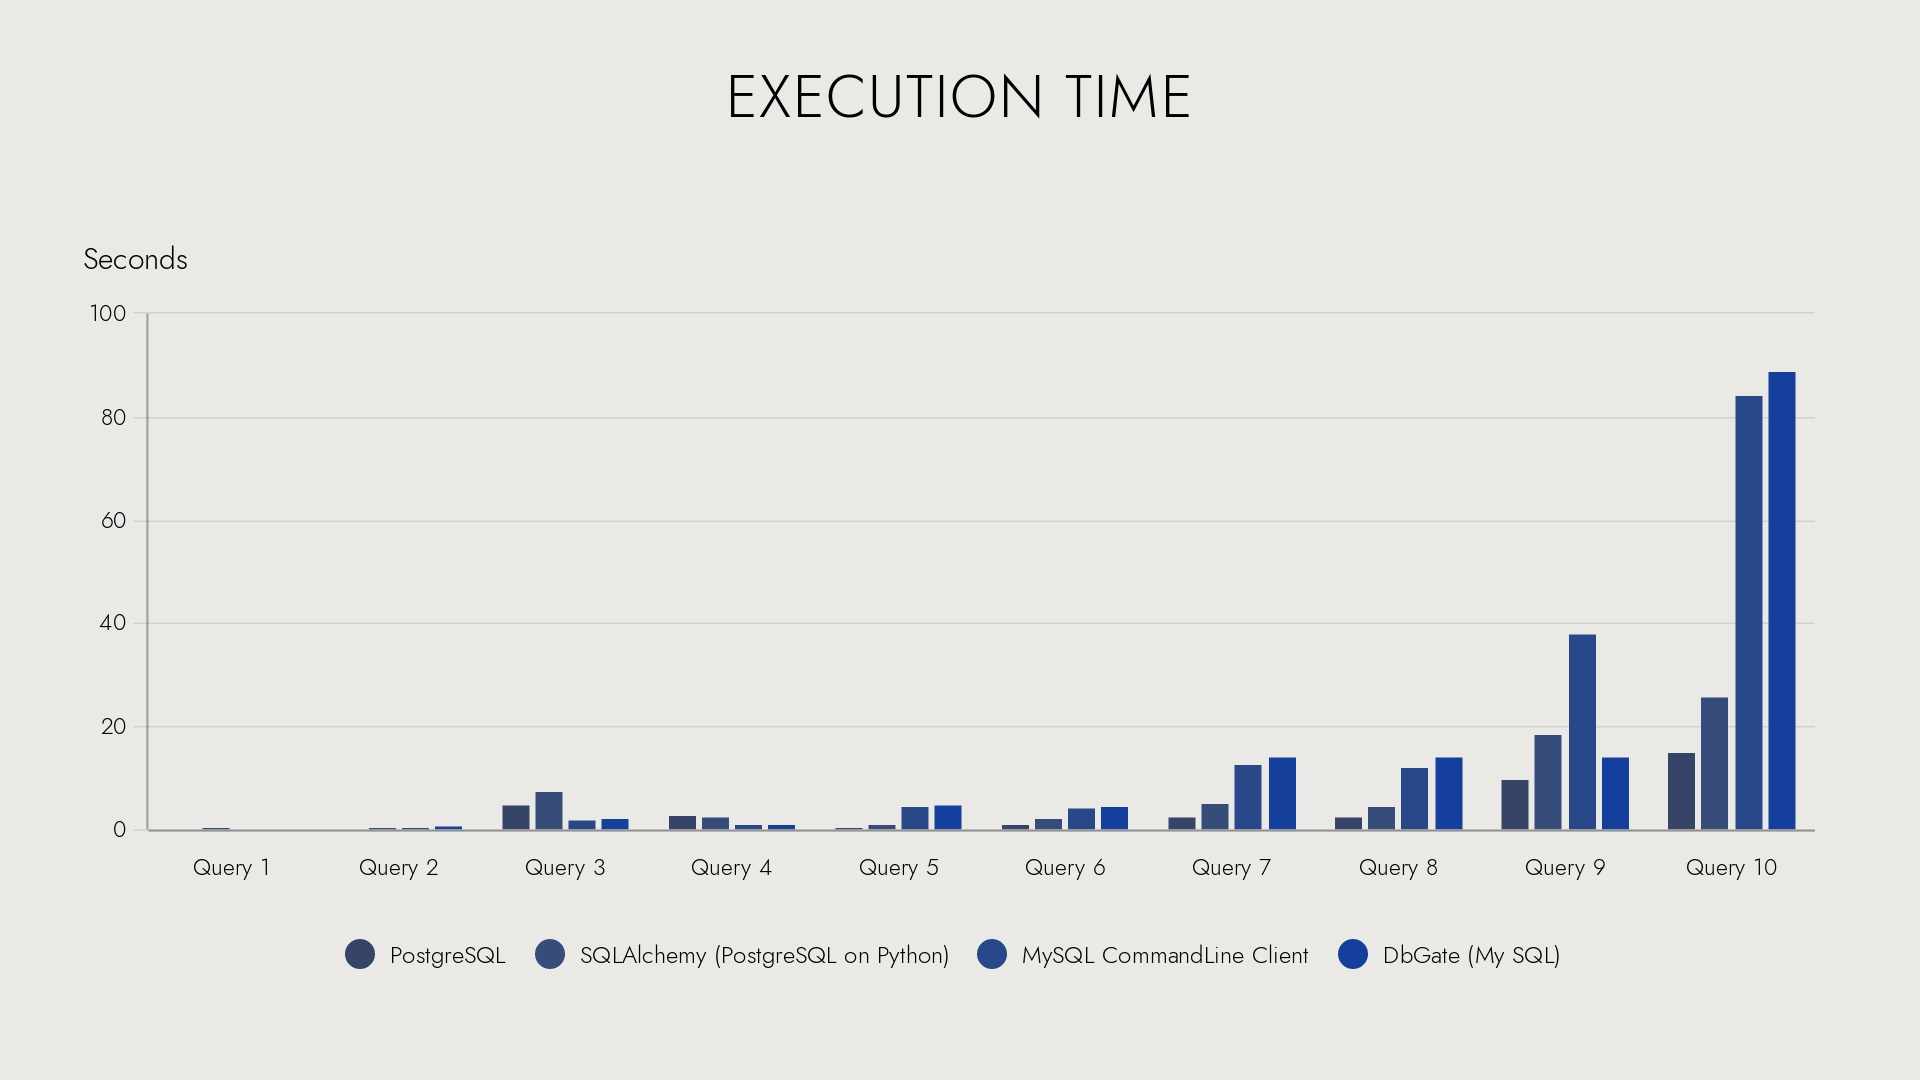 EXECUTION TIME
Seconds
100
80
60
40
20
0
Query 1 Query 2 Query 3 Query 4 Query 5 Query 6 Query 7 Query 8 Query 9 Query 10
PostgreSQL SQLAlchemy (PostgreSQL on Python) MySQL CommandLine Client DbGate (My SQL)